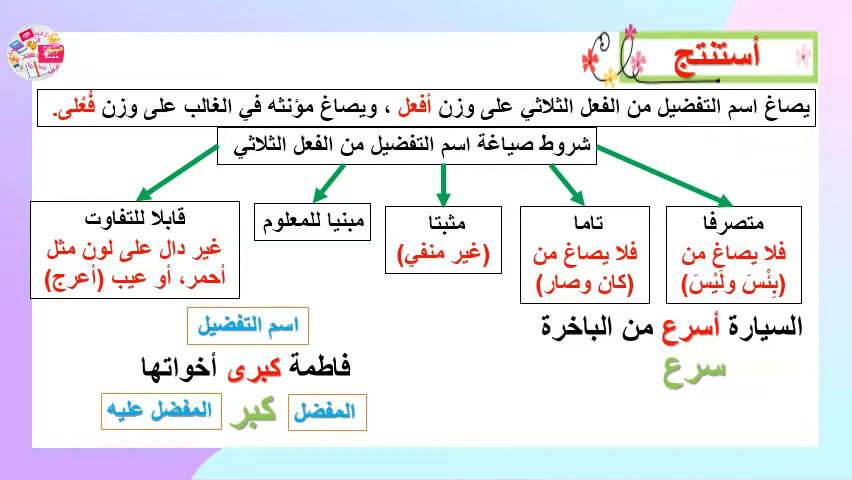 أستنتج
يصاغ اسم التفضيل من الفعل الثلاثي على وزن أفعل ، ويصاغ مؤنثه في الغالب على وزن فُعْلى.
شروط صياغة اسم التفضيل من الفعل الثلاثي
متصرفا
فلا يصاغ من
(بِئْسَ ولَيْسَ)
تاما
فلا يصاغ من
(كان وصار)
مثبتا
(غير منفي)
مبنيا للمعلوم
قابلا للتفاوت
غير دال على لون مثل
أحمر، أو عيب (أعرج)
السيارة أسرع من الباخرة
سرع
اسم التفضيل
فاطمة كبرى أخواتها
المفضل
كبر
المفضل عليه